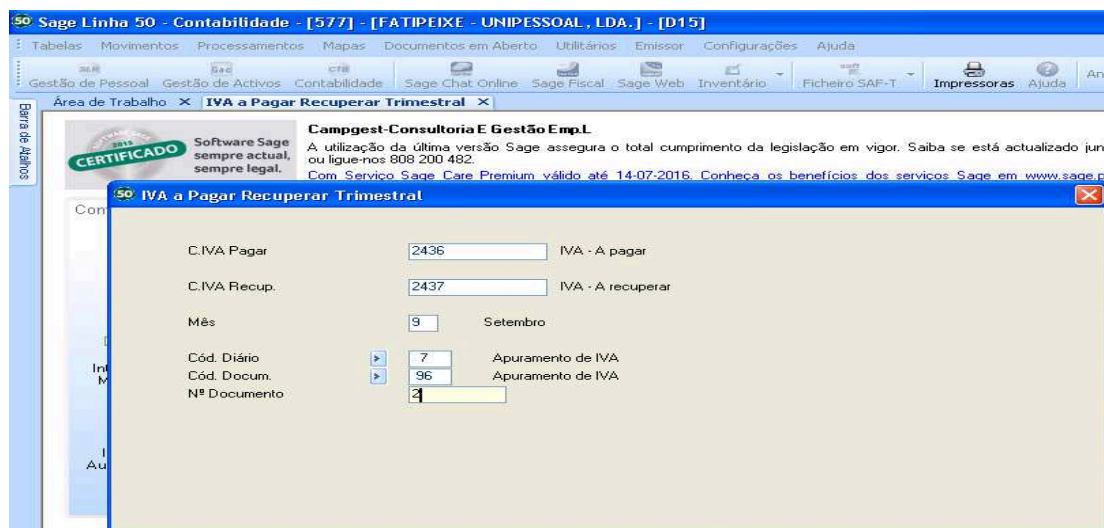 50 Sage Linha 50 - Contabilidade - [577] - [FATIPEIXE - UNIPESSOAL, LDA.] - [D15]
Tabelas Movimentos Processamentos Mapas Documentos em Aberto Utilitários Emissor Configurações Ajuda
Gestão de Pessoal Gestão de Activos Contabilidade Sage Chat Online Sage Fiscal Sage Web Inventário Ficheiro SAF-T Impressoras Ajuda An
Barra de Atalhos
Área de Trabalho X IVA a Pagar Recuperar Trimestral X
2015
CERTIFICADO
Software Sage
sempre actual,
sempre legal.
Campgest-Consultoria E Gestão Emp.L
A utilização da última versão Sage assegura o total cumprimento da legislação em vigor. Saiba se está actualizado jun
ou ligue-nos 808 200 482.
Com Serviço Sage Care Premium válido até 14-07-2016. Conheça os benefícios dos serviços Sage em www.sage.p
Con
50 IVA a Pagar Recuperar Trimestral
C.IVA Pagar 2436 IVA - A pagar
C.IVA Recup. 2437 IVA - A recuperar
Mês 9 Setembro
Cód. Diário 7 Apuramento de IVA
Cód. Docum. 96 Apuramento de IVA
Nº Documento 2
Au